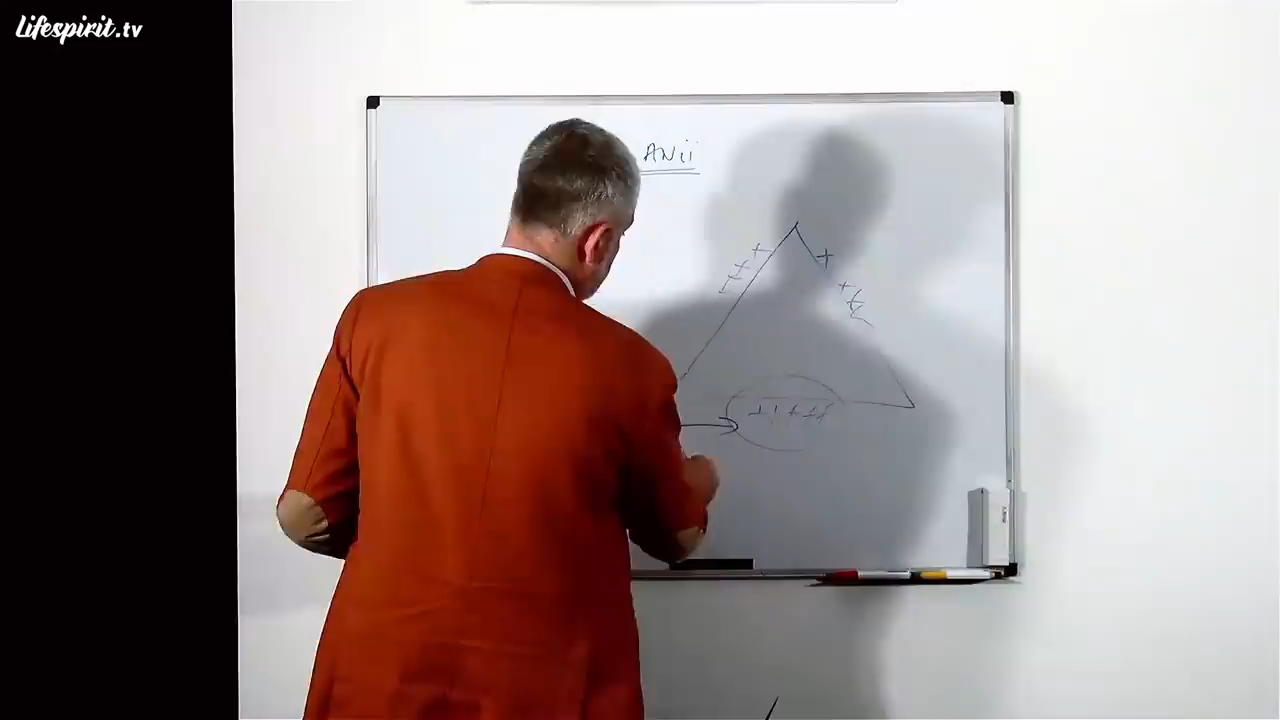 Lifespirit.tv
ANii
+ +
+ +
+ + + + +